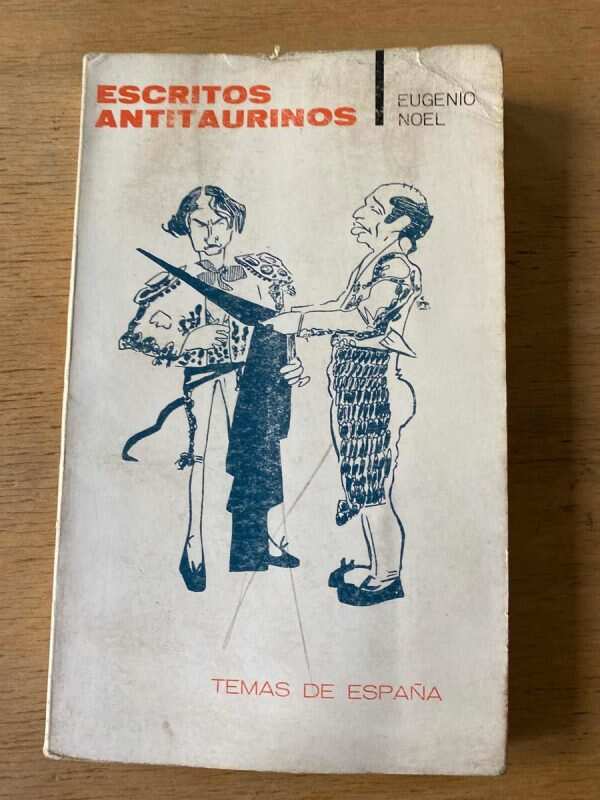 ESCRITOS
ANTITAURINOS
EUGENIO
NOEL
TEMAS DE ESPAÑA